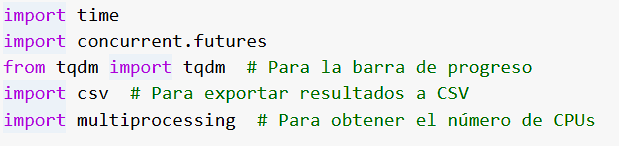 import time
import concurrent.futures
from tqdm import tqdm  # Para la barra de progreso
import csv  # Para exportar resultados a CSV
import multiprocessing  # Para obtener el número de CPUs